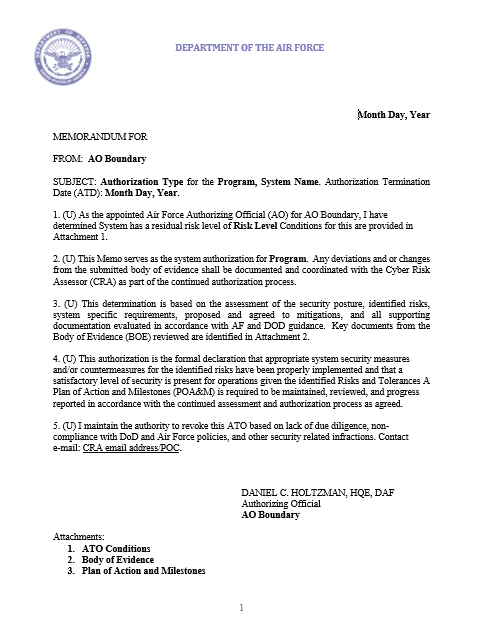 DEPARTMENT OF THE AIR FORCE
Month Day, Year
MEMORANDUM FOR
FROM: AO Boundary
SUBJECT: Authorization Type for the Program, System Name. Authorization Termination
Date (ATD): Month Day, Year.
1. (U) As the appointed Air Force Authorizing Official (AO) for AO Boundary, I have
determined System has a residual risk level of Risk Level Conditions for this are provided in
Attachment 1.
2. (U) This Memo serves as the system authorization for Program. Any deviations and or changes
from the submitted body of evidence shall be documented and coordinated with the Cyber Risk
Assessor (CRA) as part of the continued authorization process.
3. (U) This determination is based on the assessment of the security posture, identified risks,
system specific requirements, proposed and agreed to mitigations, and all supporting
documentation evaluated in accordance with AF and DOD guidance. Key documents from the
Body of Evidence (BOE) reviewed are identified in Attachment 2.
4. (U) This authorization is the formal declaration that appropriate system security measures
and/or countermeasures for the identified risks have been properly implemented and that a
satisfactory level of security is present for operations given the identified Risks and Tolerances A
Plan of Action and Milestones (POA&M) is required to be maintained, reviewed, and progress
reported in accordance with the continued assessment and authorization process as agreed.
5. (U) I maintain the authority to revoke this ATO based on lack of due diligence, non-
compliance with DoD and Air Force policies, and other security related infractions. Contact
e-mail: CRA email address/POC.
DANIEL C. HOLTZMAN, HQE, DAF
Authorizing Official
AO Boundary
Attachments:
1. ATO Conditions
2. Body of Evidence
3. Plan of Action and Milestones
1